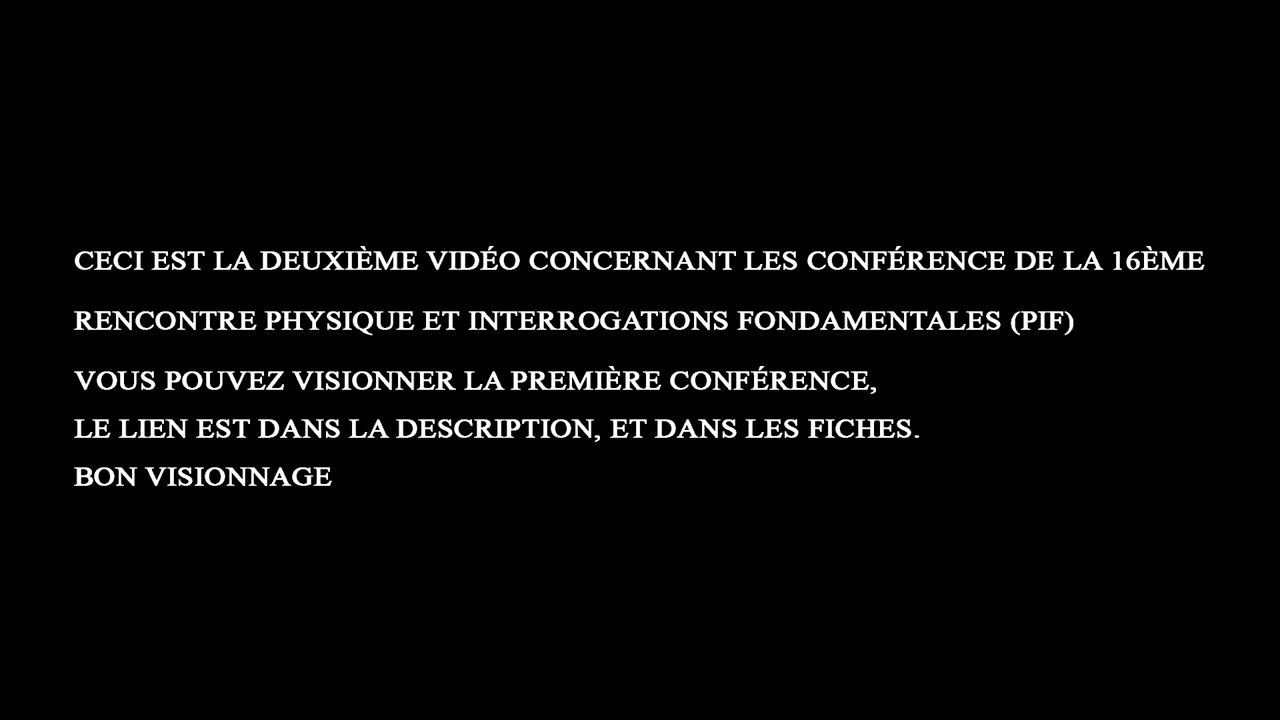 CECI EST LA DEUXIÈME VIDÉO CONCERNANT LES CONFÉRENCE DE LA 16ÈME
RENCONTRE PHYSIQUE ET INTERROGATIONS FONDAMENTALES (PIF)
VOUS POUVEZ VISIONNER LA PREMIÈRE CONFÉRENCE,
LE LIEN EST DANS LA DESCRIPTION, ET DANS LES FICHES.
BON VISIONNAGE